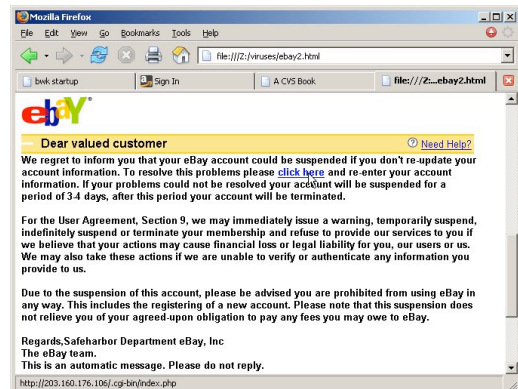 Mozilla Firefox
File Edit View Go Bookmarks Tools Help
file:///Z:/viruses/ebay2.html
bwk startup
Sign In
A CVS Book
file:///Z:...ebay2.html
ebY
Dear valued customer
Need Help?
We regret to inform you that your eBay account could be suspended if you don't re-update your
account information. To resolve this problems please click here and re-enter your account
information. If your problems could not be resolved your account will be suspended for a
period of 3-4 days, after this period your account will be terminated.
For the User Agreement, Section 9, we may immediately issue a warning, temporarily suspend,
indefinitely suspend or terminate your membership and refuse to provide our services to you if
we believe that your actions may cause financial loss or legal liability for you, our users or us.
We may also take these actions if we are unable to verify or authenticate any information you
provide to us.
Due to the suspension of this account, please be advised you are prohibited from using eBay in
any way. This includes the registering of a new account. Please note that this suspension does
not relieve you of your agreed-upon obligation to pay any fees you may owe to eBay.
Regards,Safeharbor Department eBay, Inc
The eBay team.
This is an automatic message. Please do not reply.
http://203.160.176.106/.cgi-bin/index.php